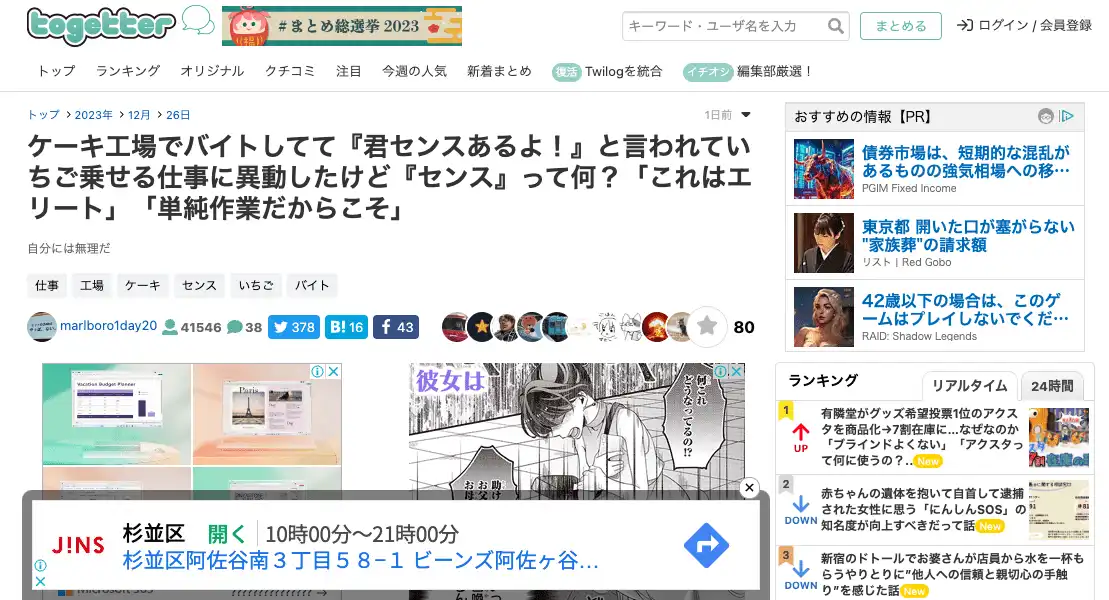 togetter
#まとめ総選挙 2023
福袋
キーワード・ユーザ名を入力
まとめる
ログイン / 会員登録
トップ
ランキング
オリジナル
クチコミ
注目
今週の人気
新着まとめ
復活 Twilogを統合
イチオシ 編集部厳選！
トップ
2023年
12月
26日
1日前
ケーキ工場でバイトしてて『君センスあるよ！』と言われてい
ちご乗せる仕事に異動したけど『センス』って何？「これはエ
リート」「単純作業だからこそ」
自分には無理だ
仕事
工場
ケーキ
センス
いちご
バイト
marlboro1day20
41546
38
378
B! 16
43
80
Vacation Budget Planner
Paris
彼女は
何これ
どうなってるの!?
助け
お父
お母
JINS
杉並区 開く 10時00分～21時00分
杉並区阿佐谷南３丁目５８−１ ビーンズ阿佐ヶ谷…
Microsoft 365
おすすめの情報【PR】
債券市場は、短期的な混乱が
あるものの強気相場への移…
PGIM Fixed Income
東京都 開いた口が塞がらない
"家族葬"の請求額
リスト | Red Gobo
42歳以下の場合は、このゲ
ームはプレイしないでくだ…
RAID: Shadow Legends
ランキング
リアルタイム
24時間
1
UP
有隣堂がグッズ希望投票1位のアクス
タを商品化→7割在庫に…なぜなのか
「ブラインドよくない」「アクスタっ
て何に使うの？.. New
2
DOWN
赤ちゃんの遺体を抱いて自首して逮捕
された女性に思う「にんしんSOS」の
知名度が向上すべきだって話 New
3
DOWN
新宿のドトールでお婆さんが店員から水を一杯も
らうやりとりに”他人への信頼と親切心の手触
り”を感じた話 New